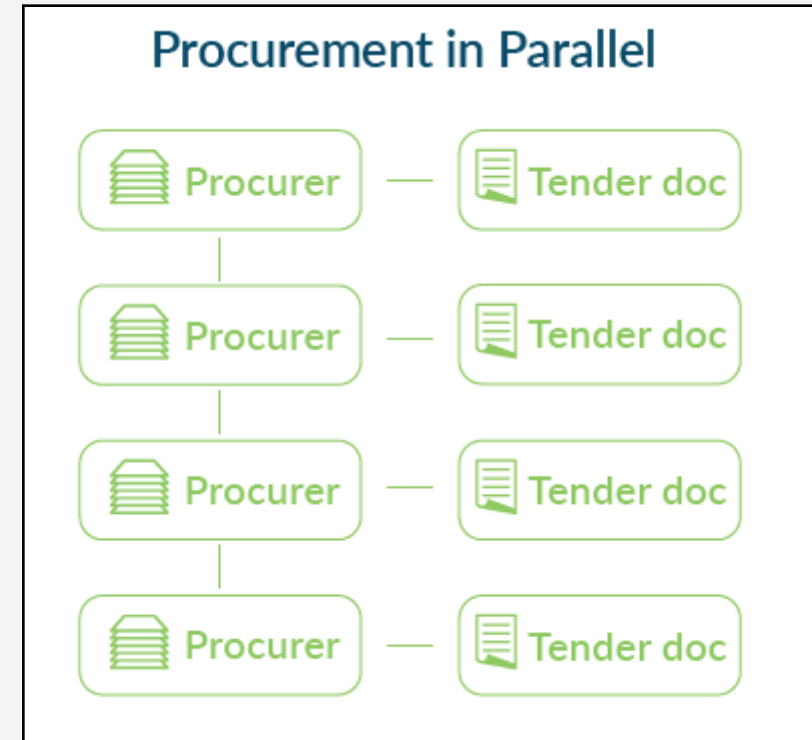 Procurement in Parallel
Procurer
Tender doc
Procurer
Tender doc
Procurer
Tender doc
Procurer
Tender doc